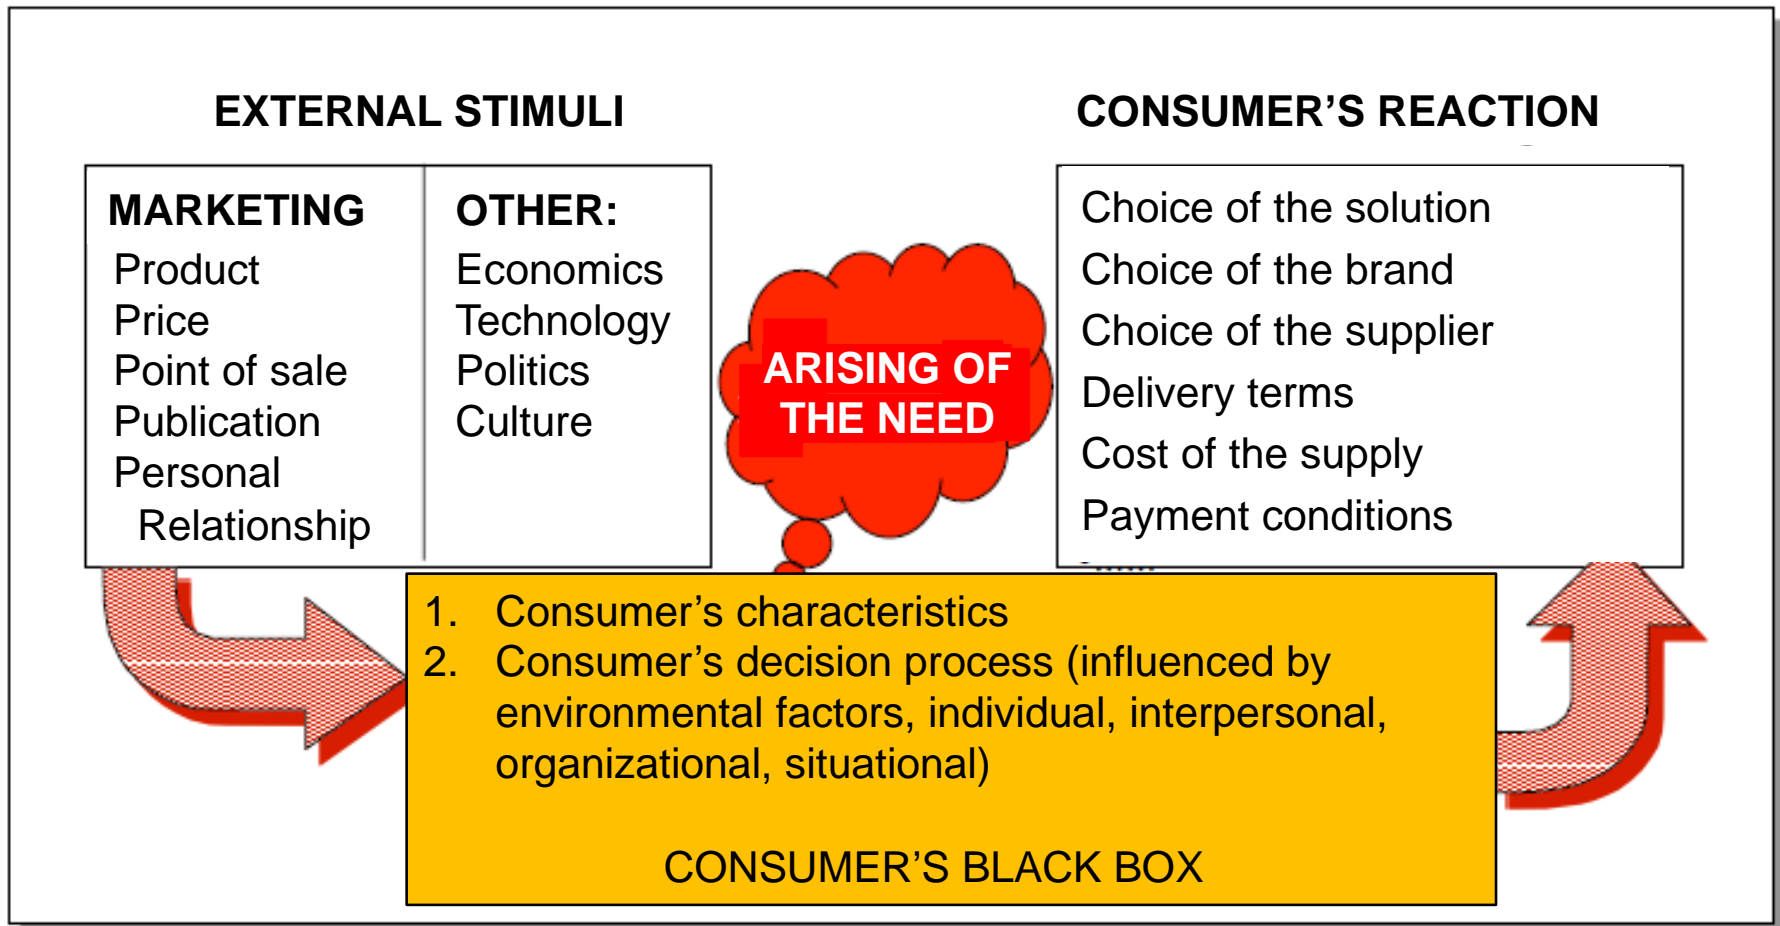 EXTERNAL STIMULI
CONSUMER’S REACTION
MARKETING
Product
Price
Point of sale
Publication
Personal
Relationship
OTHER:
Economics
Technology
Politics
Culture
ARISING OF
THE NEED
Choice of the solution
Choice of the brand
Choice of the supplier
Delivery terms
Cost of the supply
Payment conditions
1. Consumer’s characteristics
2. Consumer’s decision process (influenced by
environmental factors, individual, interpersonal,
organizational, situational)
CONSUMER’S BLACK BOX